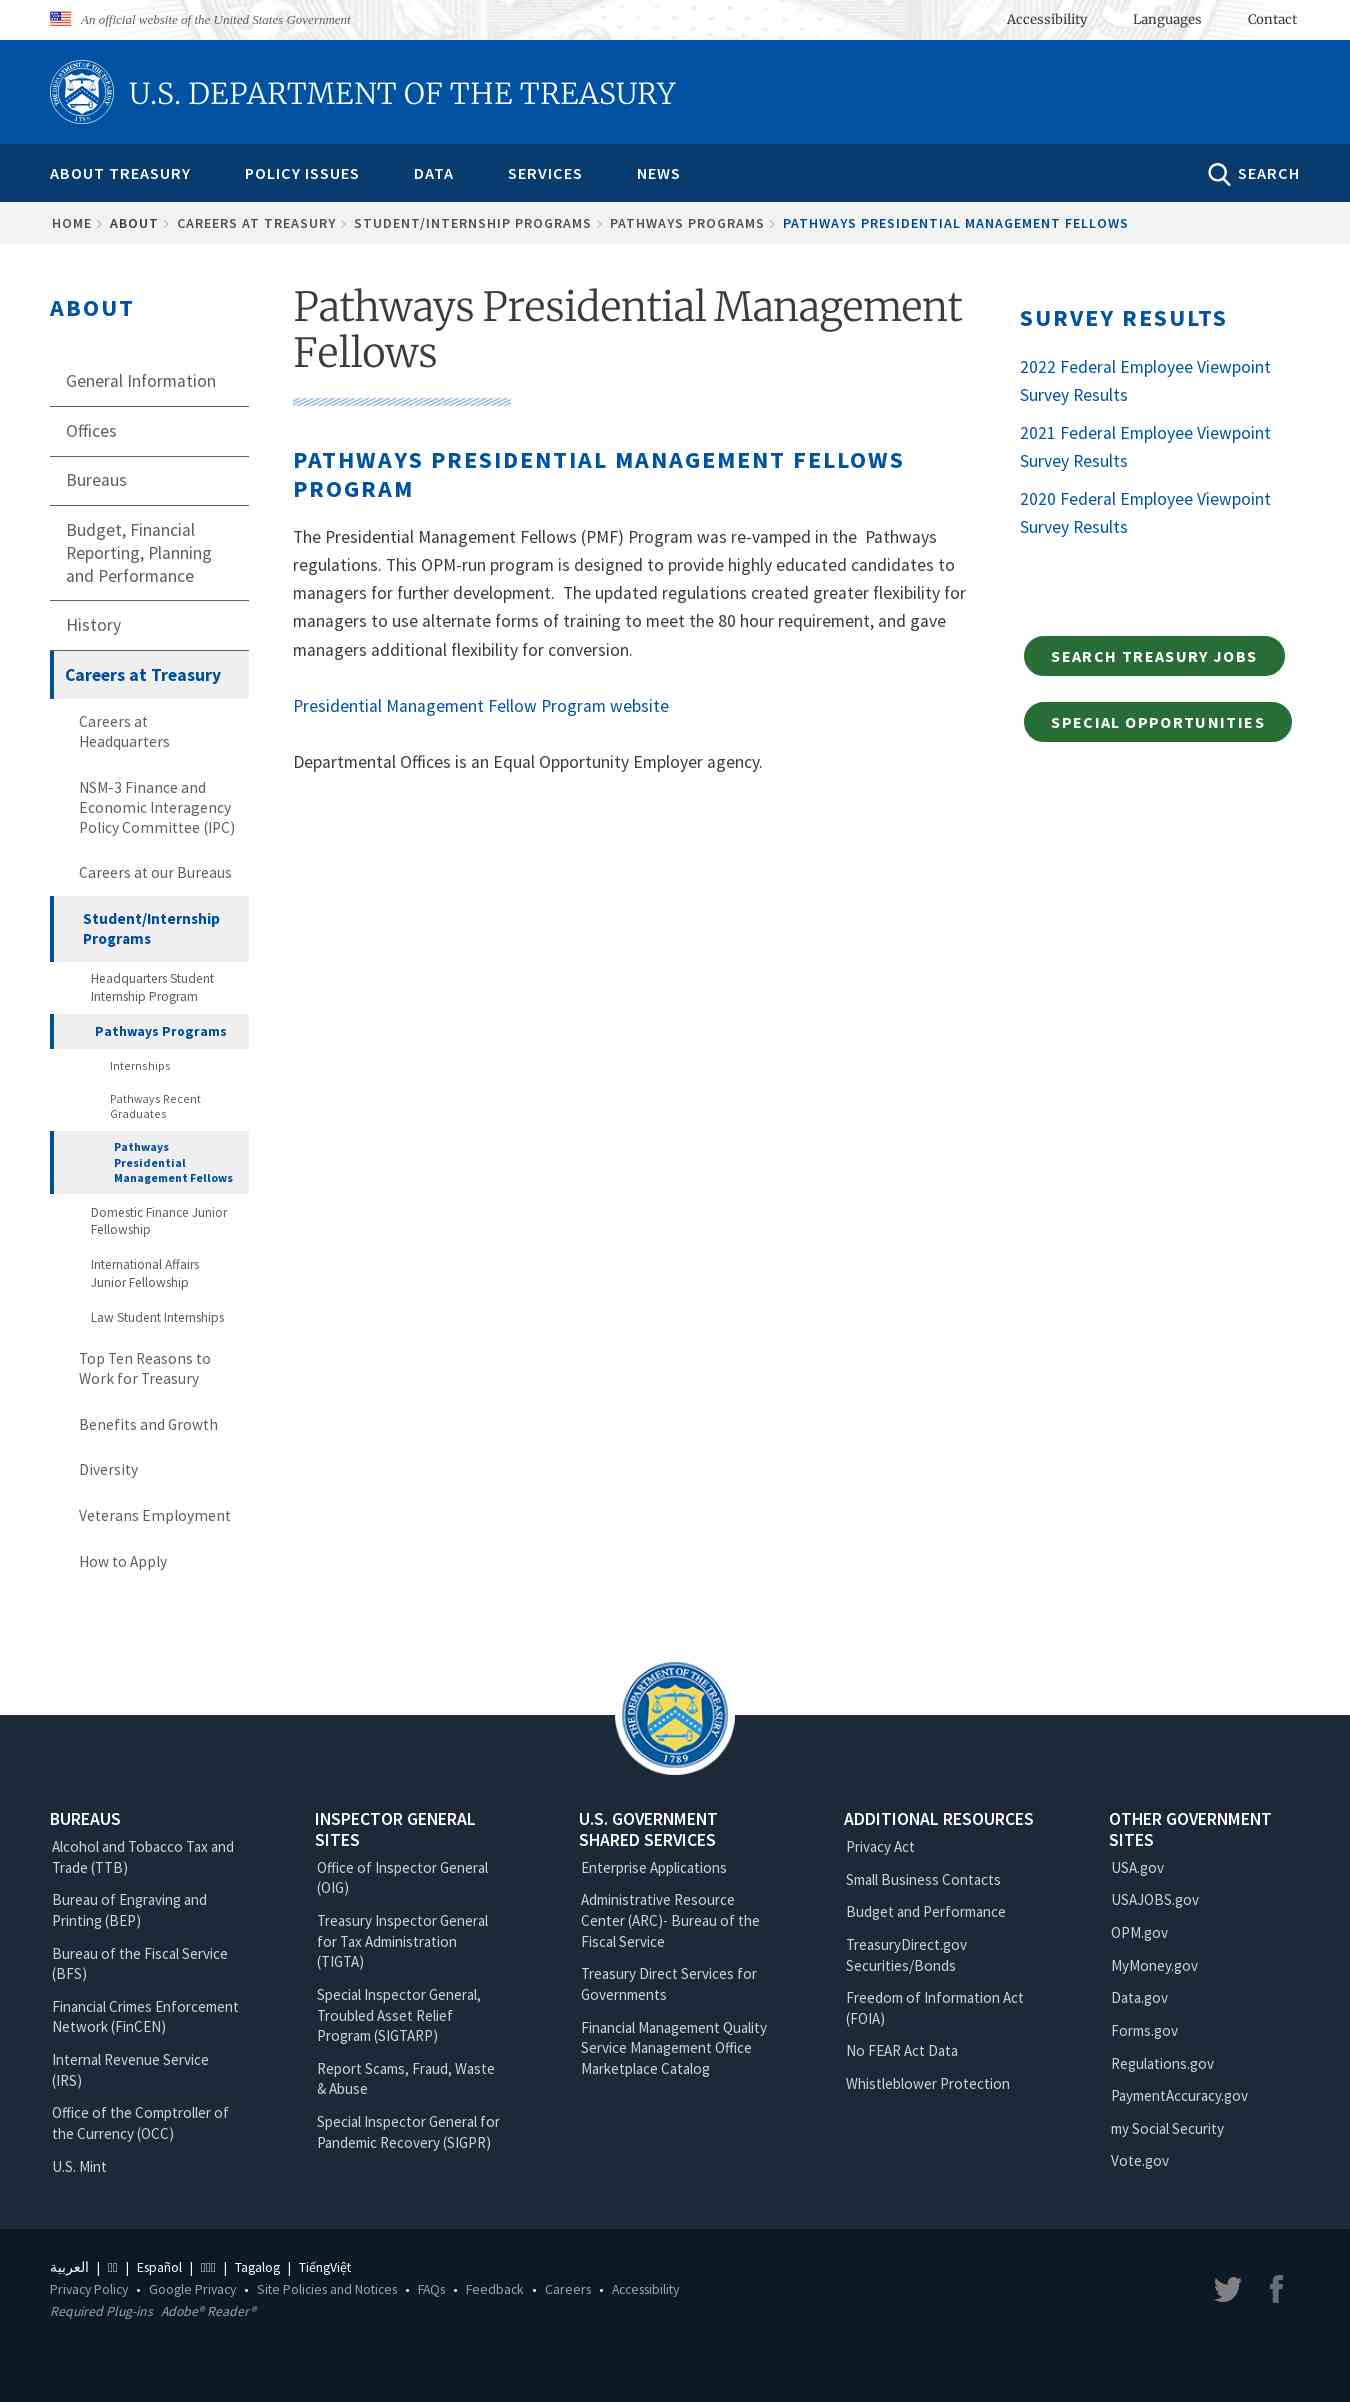 An official website of the United States Government
Accessibility Languages Contact
U.S. DEPARTMENT OF THE TREASURY
ABOUT TREASURY POLICY ISSUES DATA SERVICES NEWS SEARCH
HOME ABOUT CAREERS AT TREASURY STUDENT/INTERNSHIP PROGRAMS PATHWAYS PROGRAMS PATHWAYS PRESIDENTIAL MANAGEMENT FELLOWS
ABOUT
General Information
Offices
Bureaus
Budget, Financial
Reporting, Planning
and Performance
History
Careers at Treasury
Careers at
Headquarters
NSM-3 Finance and
Economic Interagency
Policy Committee (IPC)
Careers at our Bureaus
Student/Internship
Programs
Headquarters Student
Internship Program
Pathways Programs
Internships
Pathways Recent
Graduates
Pathways
Presidential
Management Fellows
Domestic Finance Junior
Fellowship
International Affairs
Junior Fellowship
Law Student Internships
Top Ten Reasons to
Work for Treasury
Benefits and Growth
Diversity
Veterans Employment
How to Apply
Pathways Presidential Management
Fellows
PATHWAYS PRESIDENTIAL MANAGEMENT FELLOWS
PROGRAM
The Presidential Management Fellows (PMF) Program was re-vamped in the  Pathways
regulations. This OPM-run program is designed to provide highly educated candidates to
managers for further development.  The updated regulations created greater flexibility for
managers to use alternate forms of training to meet the 80 hour requirement, and gave
managers additional flexibility for conversion.
Presidential Management Fellow Program website
Departmental Offices is an Equal Opportunity Employer agency.
SURVEY RESULTS
2022 Federal Employee Viewpoint
Survey Results
2021 Federal Employee Viewpoint
Survey Results
2020 Federal Employee Viewpoint
Survey Results
SEARCH TREASURY JOBS
SPECIAL OPPORTUNITIES
THE DEPARTMENT OF THE TREASURY
1789
BUREAUS
Alcohol and Tobacco Tax and
Trade (TTB)
Bureau of Engraving and
Printing (BEP)
Bureau of the Fiscal Service
(BFS)
Financial Crimes Enforcement
Network (FinCEN)
Internal Revenue Service
(IRS)
Office of the Comptroller of
the Currency (OCC)
U.S. Mint
INSPECTOR GENERAL
SITES
Office of Inspector General
(OIG)
Treasury Inspector General
for Tax Administration
(TIGTA)
Special Inspector General,
Troubled Asset Relief
Program (SIGTARP)
Report Scams, Fraud, Waste
& Abuse
Special Inspector General for
Pandemic Recovery (SIGPR)
U.S. GOVERNMENT
SHARED SERVICES
Enterprise Applications
Administrative Resource
Center (ARC)- Bureau of the
Fiscal Service
Treasury Direct Services for
Governments
Financial Management Quality
Service Management Office
Marketplace Catalog
ADDITIONAL RESOURCES
Privacy Act
Small Business Contacts
Budget and Performance
TreasuryDirect.gov
Securities/Bonds
Freedom of Information Act
(FOIA)
No FEAR Act Data
Whistleblower Protection
OTHER GOVERNMENT
SITES
USA.gov
USAJOBS.gov
OPM.gov
MyMoney.gov
Data.gov
Forms.gov
Regulations.gov
PaymentAccuracy.gov
my Social Security
Vote.gov
العربية | | Español | | Tagalog | TiếngViệt
Privacy Policy • Google Privacy • Site Policies and Notices • FAQs • Feedback • Careers • Accessibility
Required Plug-ins Adobe® Reader®